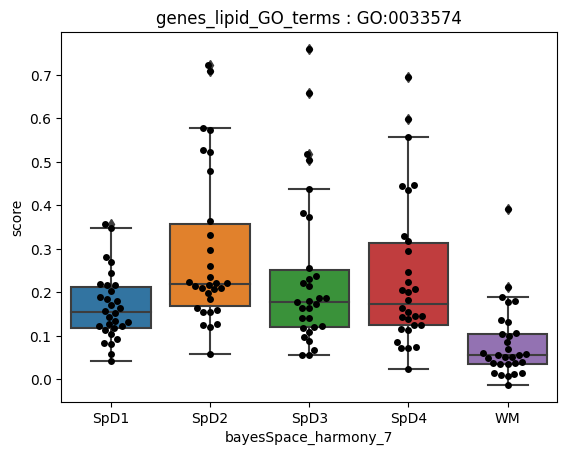 genes_lipid_GO_terms : GO:0033574
score
0.7
0.6
0.5
0.4
0.3
0.2
0.1
0.0
SpD1 SpD2 SpD3 SpD4 WM
bayesSpace_harmony_7